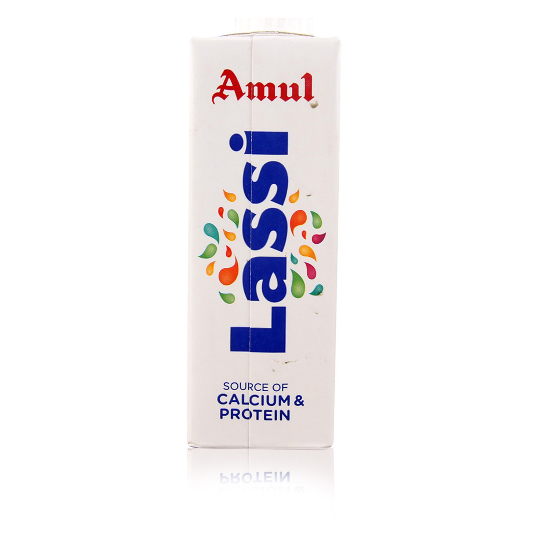 Amul
Lassi
SOURCE OF
CALCIUM &
PROTEIN